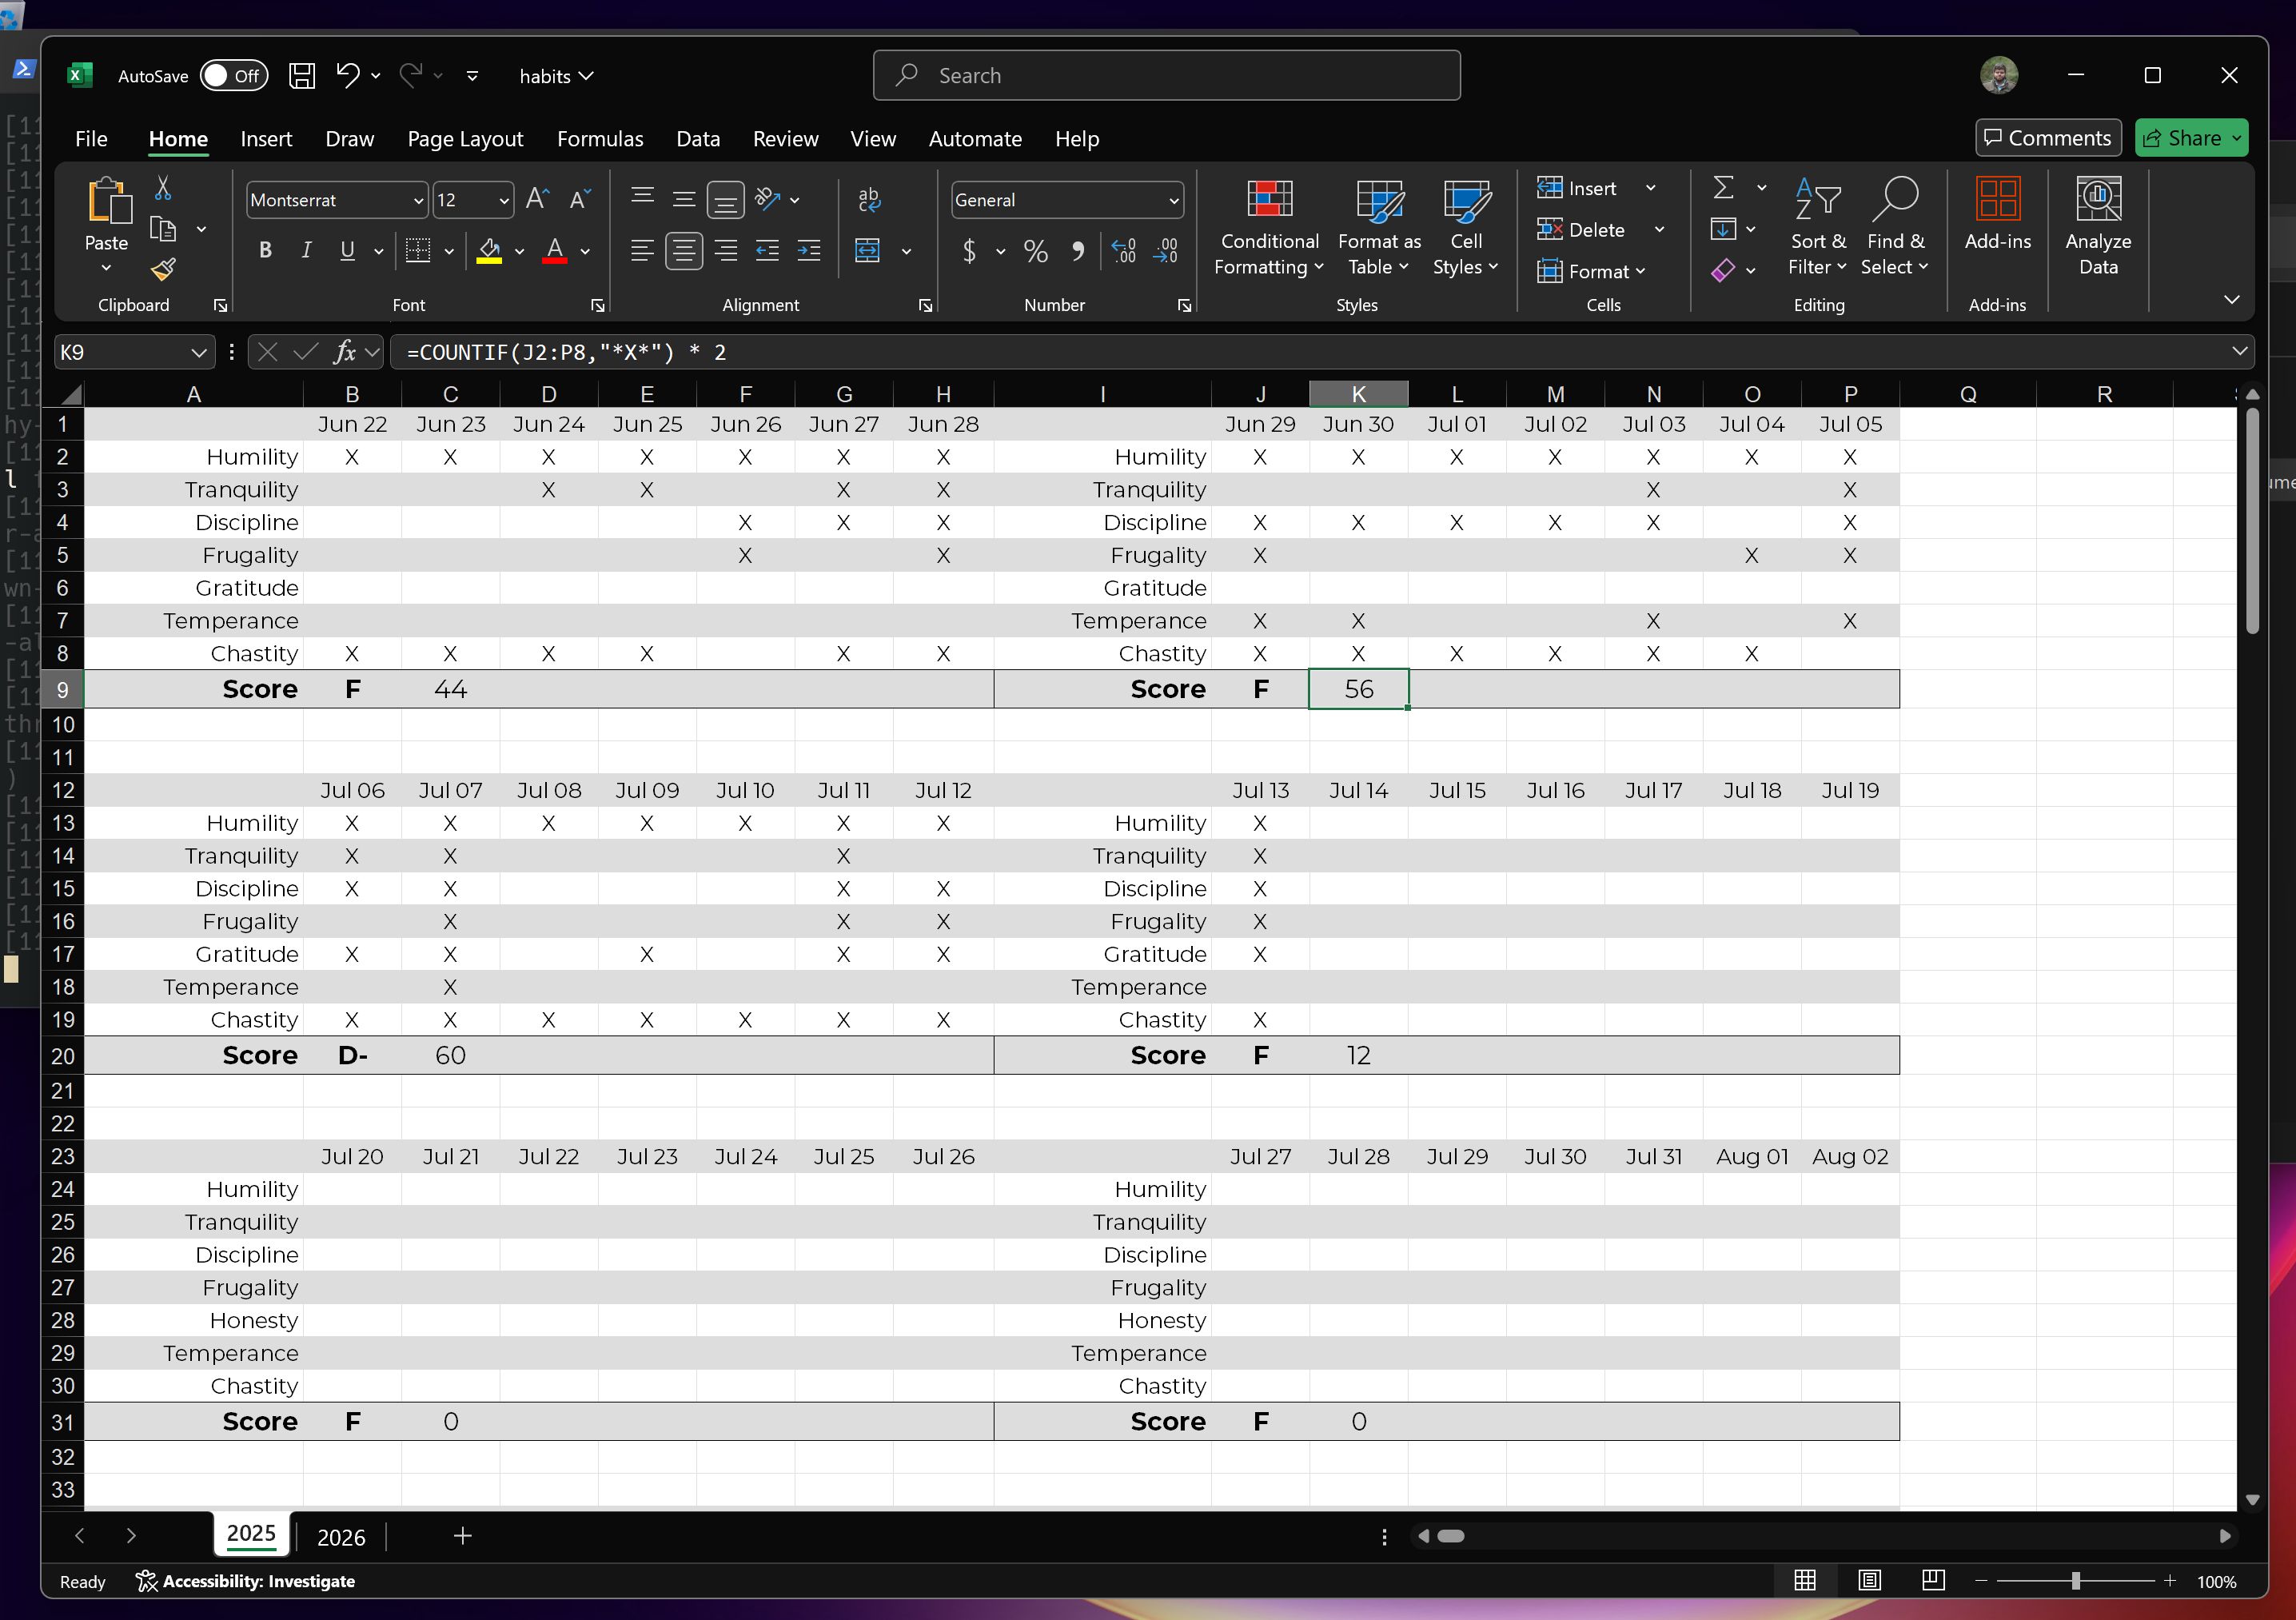 AutoSave Off habits Search
File Home Insert Draw Page Layout Formulas Data Review View Automate Help Comments Share
Paste Montserrat 12 General Conditional Formatting Format as Table Cell Styles Insert Delete Format Sort & Filter Find & Select Add-ins Analyze Data
Clipboard Font Alignment Number Styles Cells Editing Add-ins
K9 fx =COUNTIF(J2:P8,"*X*") * 2
A B C D E F G H I J K L M N O P Q R
1 Jun 22 Jun 23 Jun 24 Jun 25 Jun 26 Jun 27 Jun 28 Jun 29 Jun 30 Jul 01 Jul 02 Jul 03 Jul 04 Jul 05
2 Humility X X X X X X X Humility X X X X X X X
3 Tranquility X X X X Tranquility X X
4 Discipline X X X Discipline X X X X X X
5 Frugality X X Frugality X X X
6 Gratitude Gratitude
7 Temperance Temperance X X X X
8 Chastity X X X X X X Chastity X X X X X X
9 Score F 44 Score F 56
10
11
12 Jul 06 Jul 07 Jul 08 Jul 09 Jul 10 Jul 11 Jul 12 Jul 13 Jul 14 Jul 15 Jul 16 Jul 17 Jul 18 Jul 19
13 Humility X X X X X X X Humility X
14 Tranquility X X X Tranquility X
15 Discipline X X X X Discipline X
16 Frugality X X X Frugality X
17 Gratitude X X X X X Gratitude X
18 Temperance X Temperance
19 Chastity X X X X X X X Chastity X
20 Score D- 60 Score F 12
21
22
23 Jul 20 Jul 21 Jul 22 Jul 23 Jul 24 Jul 25 Jul 26 Jul 27 Jul 28 Jul 29 Jul 30 Jul 31 Aug 01 Aug 02
24 Humility Humility
25 Tranquility Tranquility
26 Discipline Discipline
27 Frugality Frugality
28 Honesty Honesty
29 Temperance Temperance
30 Chastity Chastity
31 Score F 0 Score F 0
32
33
2025 2026
Ready Accessibility: Investigate 100%